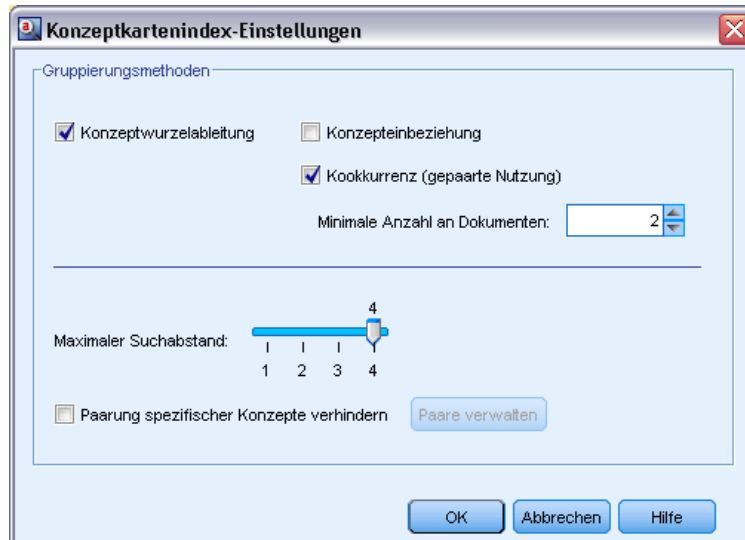 Konzeptkartenindex-Einstellungen
Gruppierungsmethoden
Konzeptwurzelableitung
Konzepteinbeziehung
Kookkurrenz (gepaarte Nutzung)
Minimale Anzahl an Dokumenten: 2
4
Maximaler Suchabstand:
1 2 3 4
Paarung spezifischer Konzepte verhindern Paare verwalten
OK Abbrechen Hilfe